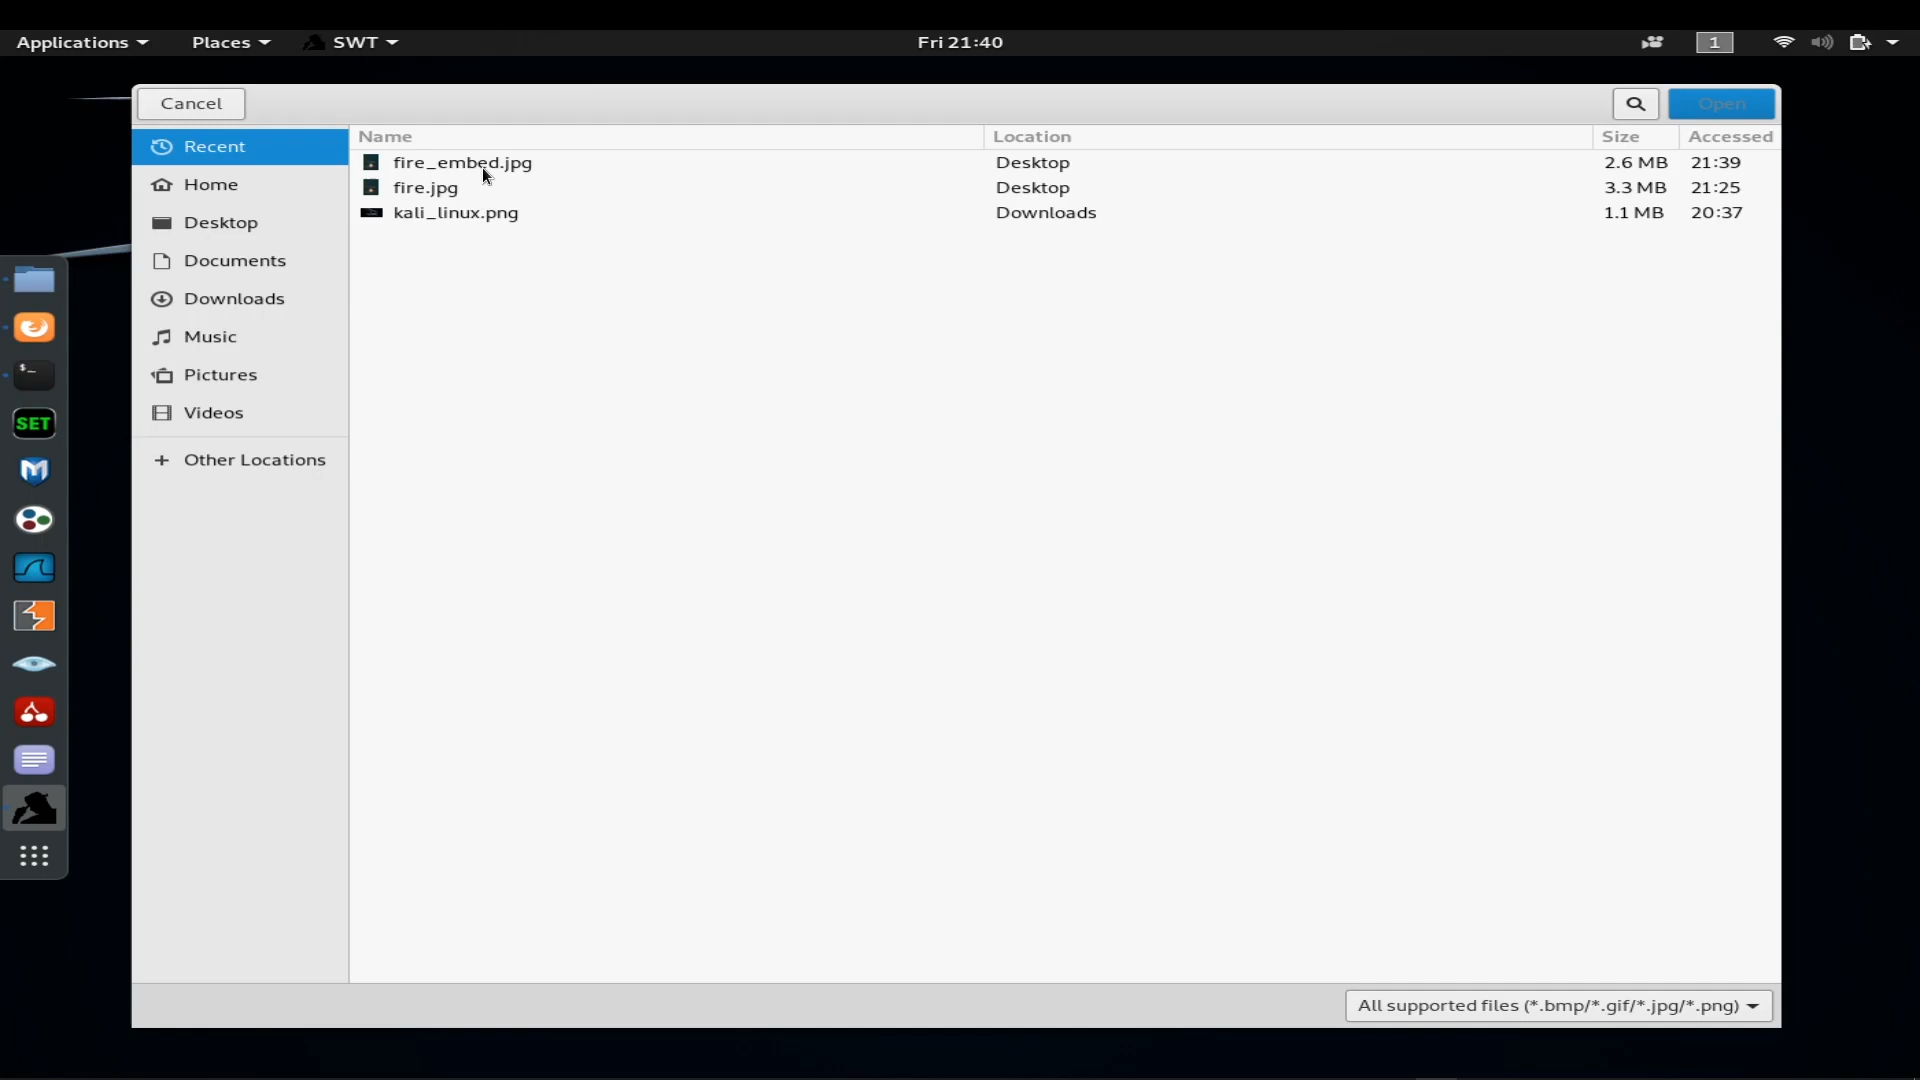 Applications Places SWT Fri 21:40 1
Cancel Open
Recent
Home
Desktop
Documents
Downloads
Music
Pictures
Videos
Other Locations
Name Location Size Accessed
fire_embed.jpg Desktop 2.6 MB 21:39
fire.jpg Desktop 3.3 MB 21:25
kali_linux.png Downloads 1.1 MB 20:37
$_
SET
All supported files (*.bmp/*.gif/*.jpg/*.png)